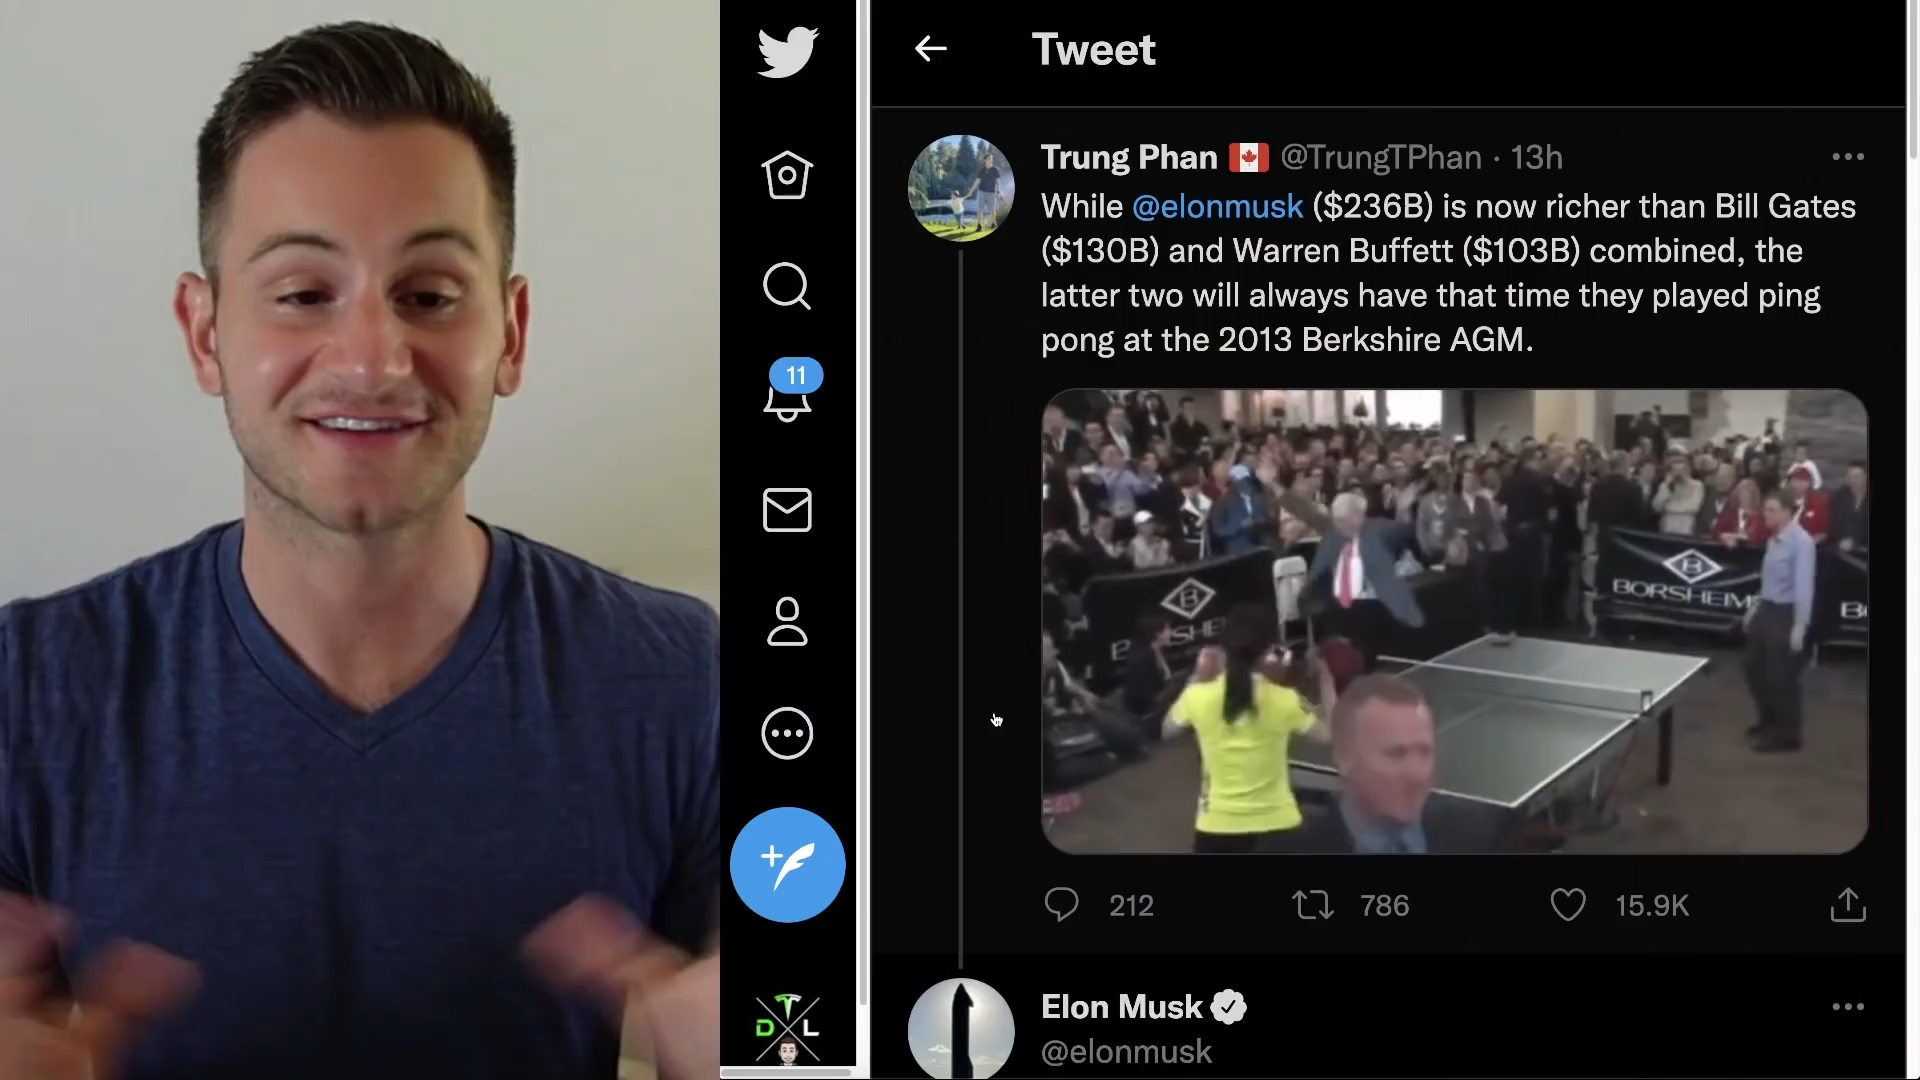 Tweet
Trung Phan 🇨🇦 @TrungTPhan · 13h
While @elonmusk ($236B) is now richer than Bill Gates
($130B) and Warren Buffett ($103B) combined, the
latter two will always have that time they played ping
pong at the 2013 Berkshire AGM.
11
BORSHEIM
B
212
786
15.9K
D L
Elon Musk
@elonmusk